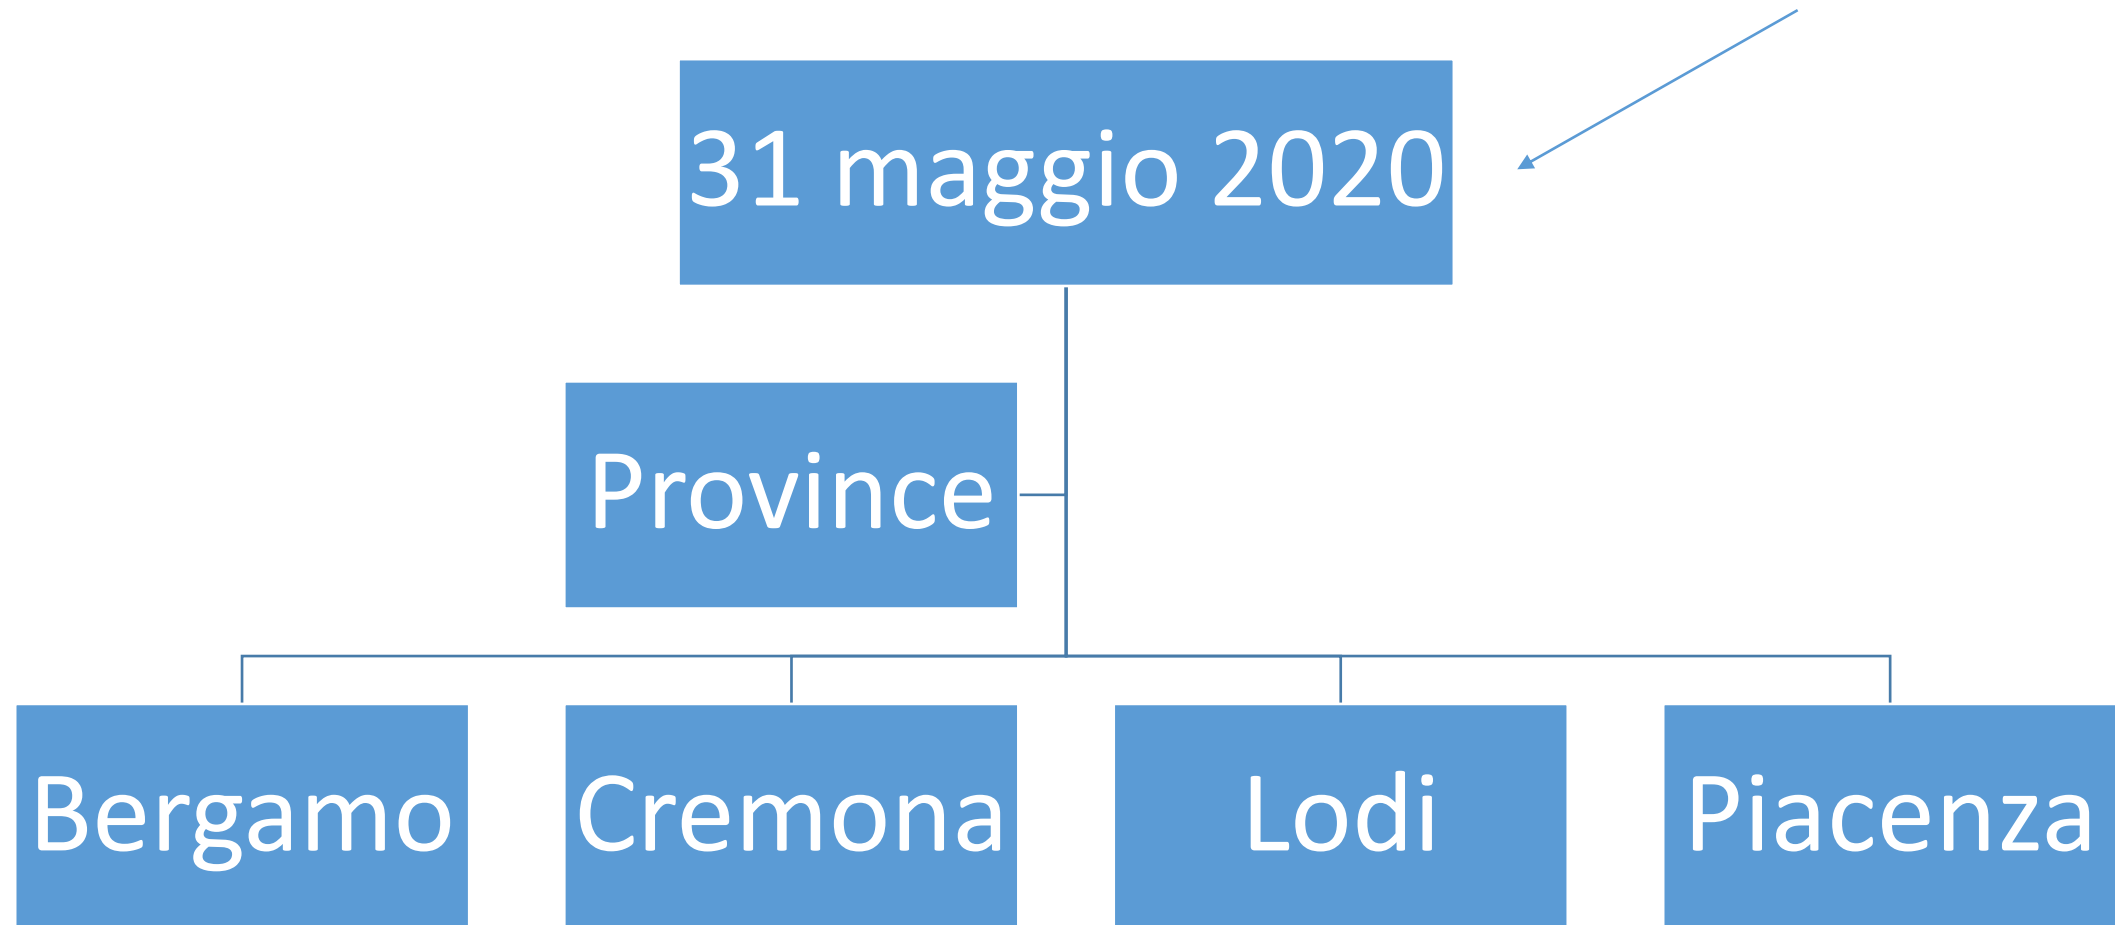 31 maggio 2020
Province
Bergamo
Cremona
Lodi
Piacenza